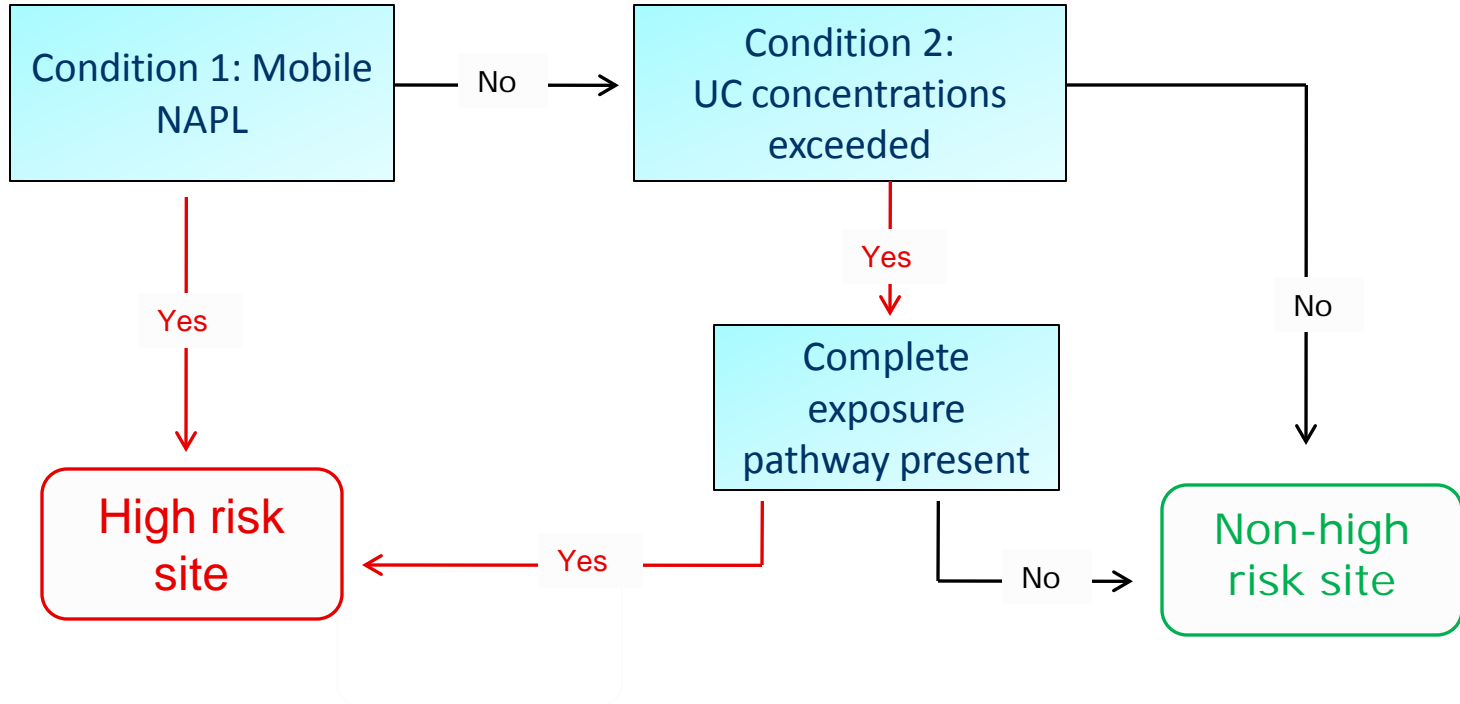 Condition 1: Mobile
NAPL
No
Condition 2:
UC concentrations
exceeded
Yes
Yes
No
Complete
exposure
pathway present
High risk
site
Yes
No
Non-high
risk site